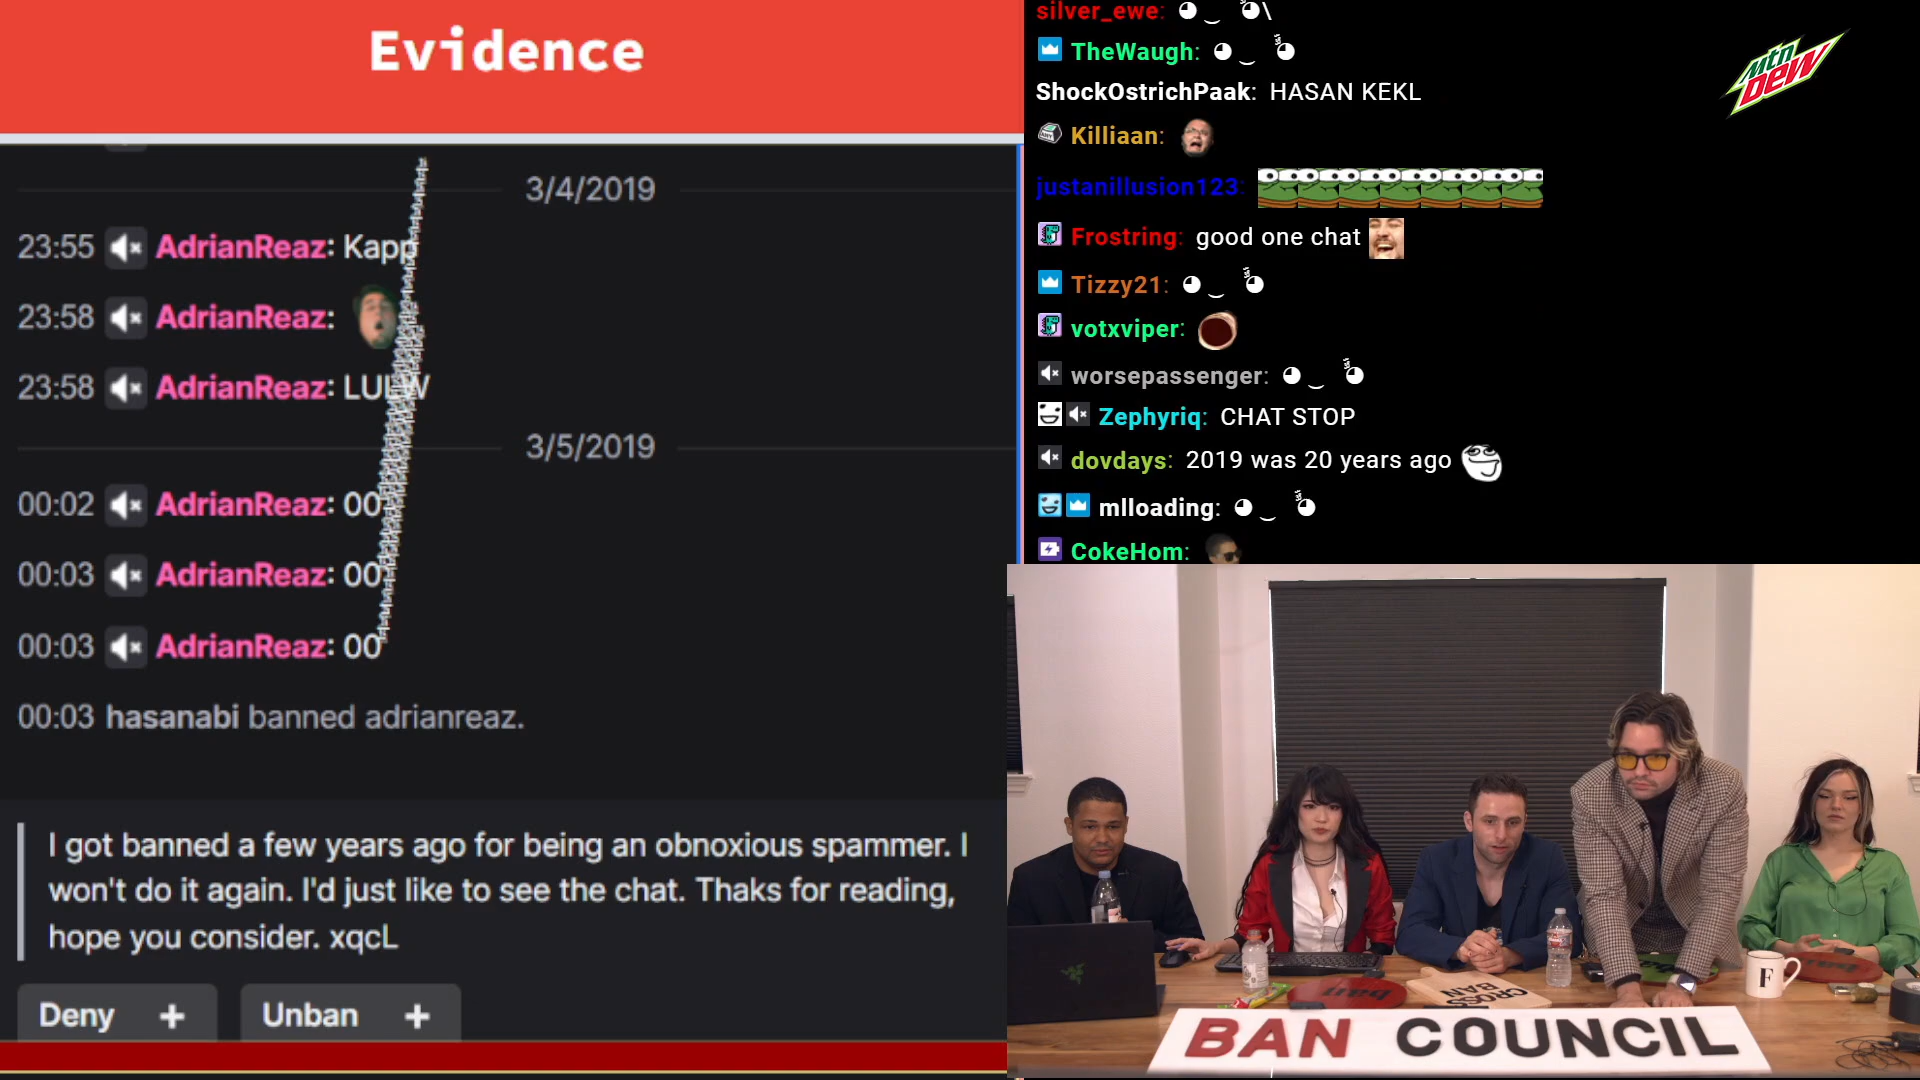 Evidence
3/4/2019
23:55 AdrianReaz: Kapp
23:58 AdrianReaz:
23:58 AdrianReaz: LULW
3/5/2019
00:02 AdrianReaz: 00
00:03 AdrianReaz: 00
00:03 AdrianReaz: 00
00:03 hasanabi banned adrianreaz.
I got banned a few years ago for being an obnoxious spammer. I
won't do it again. I'd just like to see the chat. Thaks for reading,
hope you consider. xqcL
Deny +
Unban +
silver_ewe:
TheWaugh:
ShockOstrichPaak: HASAN KEKL
Killiaan:
justanillusion123:
Frostring: good one chat
Tizzy21:
votxviper:
worsepassenger:
Zephyriq: CHAT STOP
dovdays: 2019 was 20 years ago
mlloading:
CokeHom:
mtn
DEW
ban
CROSS
BAN
F
BAN COUNCIL